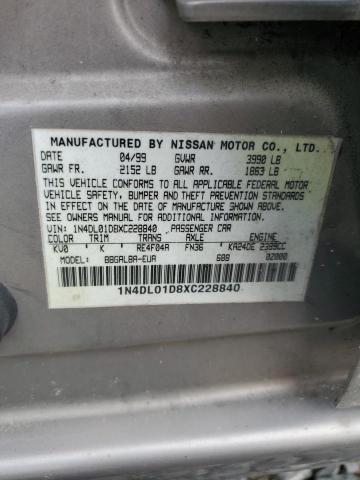 MANUFACTURED BY NISSAN MOTOR CO., LTD.
DATE 04/99 GVWR 3990 LB
GAWR FR. 2152 LB GAWR RR. 1863 LB
THIS VEHICLE CONFORMS TO ALL APPLICABLE FEDERAL MOTOR
VEHICLE SAFETY, BUMPER AND THEFT PREVENTION STANDARDS
IN EFFECT ON THE DATE OF MANUFACTURE SHOWN ABOVE.
SEE OWNERS MANUAL FOR ADDITIONAL INFORMATION.
VIN: 1N4DL01D8XC228840 PASSENGER CAR
COLOR TRIM TRANS AXLE ENGINE
KV0 K RE4F04A FN36 KA24DE 2389CC
MODEL: BBGALBA-EUA 6BB 02000
1N4DL01D8XC228840